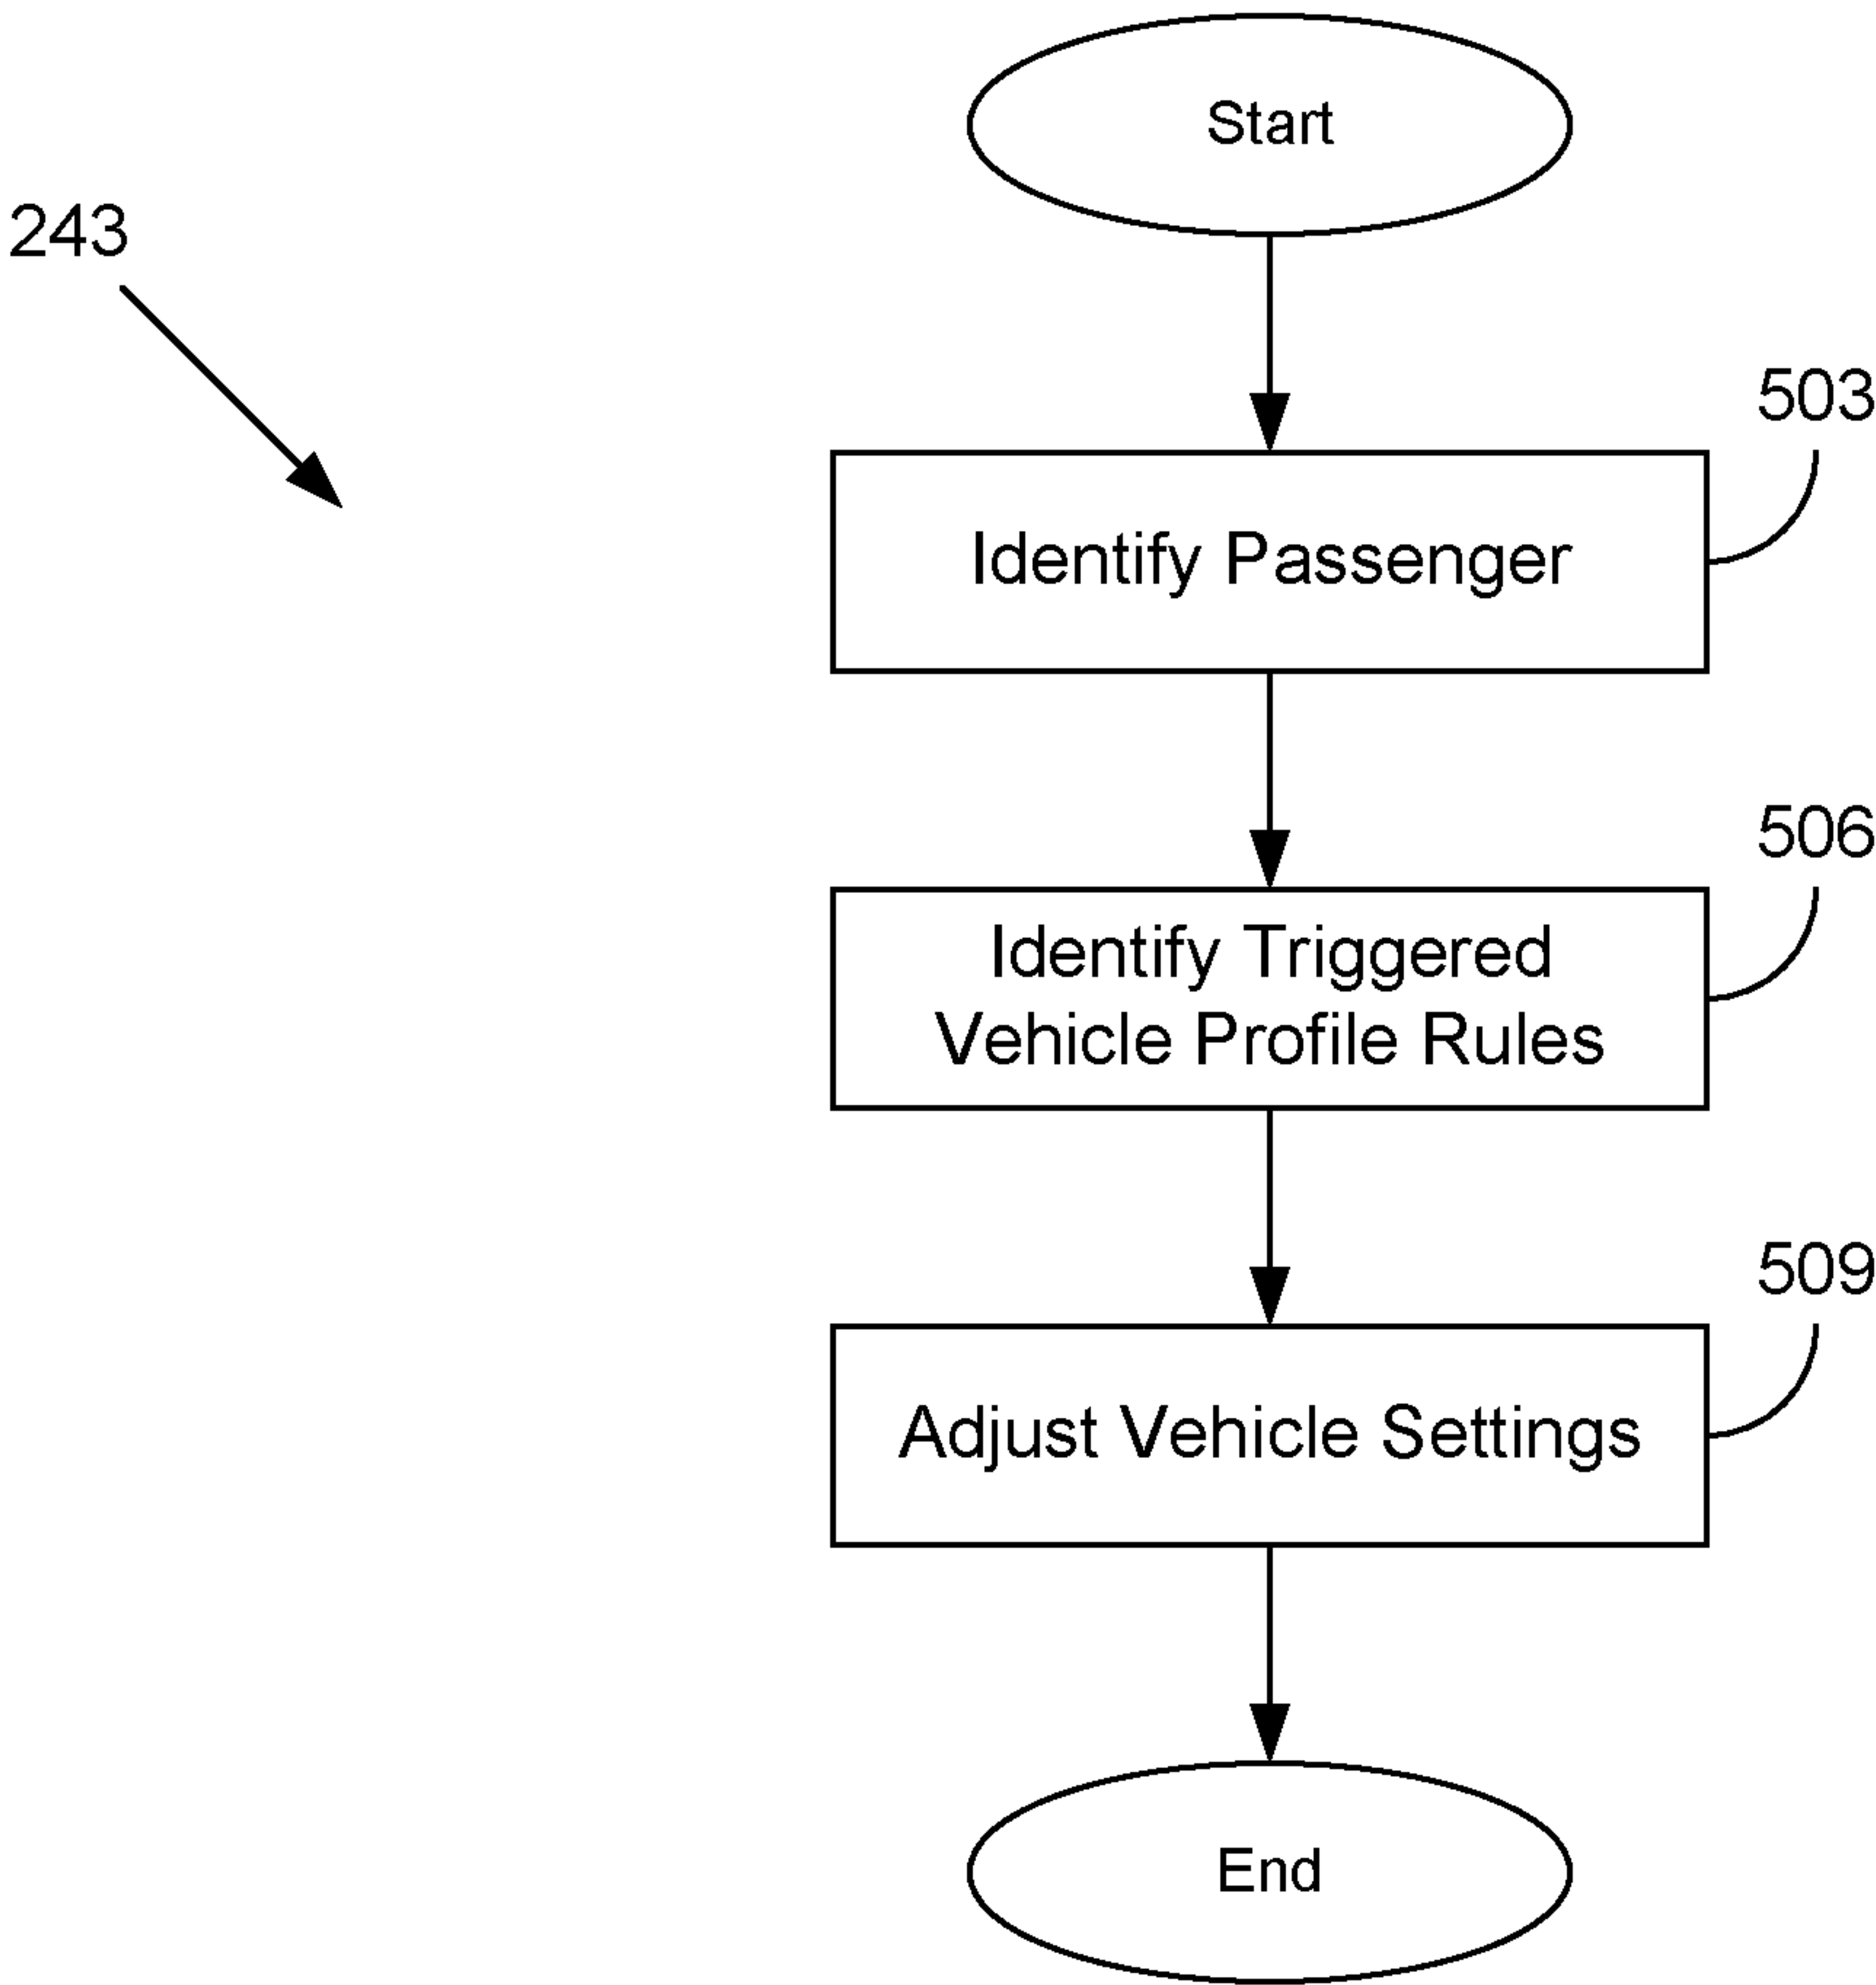 Start
243
503
Identify Passenger
506
Identify Triggered
Vehicle Profile Rules
509
Adjust Vehicle Settings
End